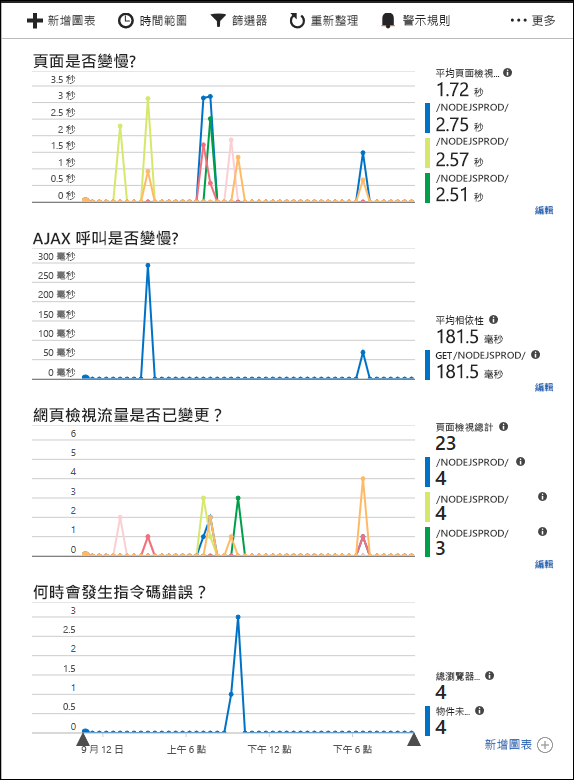 新增圖表 時間範圍 篩選器 重新整理 警示規則 更多
頁面是否變慢?
3.5 秒
3 秒
2.5 秒
2 秒
1.5 秒
1 秒
0.5 秒
0 秒
平均頁面檢視...
1.72 秒
/NODEJSPROD/
2.75 秒
/NODEJSPROD/
2.57 秒
/NODEJSPROD/
2.51 秒
編輯
AJAX 呼叫是否變慢?
300 毫秒
250 毫秒
200 毫秒
150 毫秒
100 毫秒
50 毫秒
0 毫秒
平均相依性
181.5 毫秒
GET/NODEJSPROD/
181.5 毫秒
編輯
網頁檢視流量是否已變更？
6
5
4
3
2
1
0
頁面檢視總計
23
/NODEJSPROD/
4
/NODEJSPROD/
4
/NODEJSPROD/
3
編輯
何時會發生指令碼錯誤？
3
2.5
2
1.5
1
0.5
0
總瀏覽器...
4
物件未...
4
9 月 12 日 上午 6 點 下午 12 點 下午 6 點
新增圖表